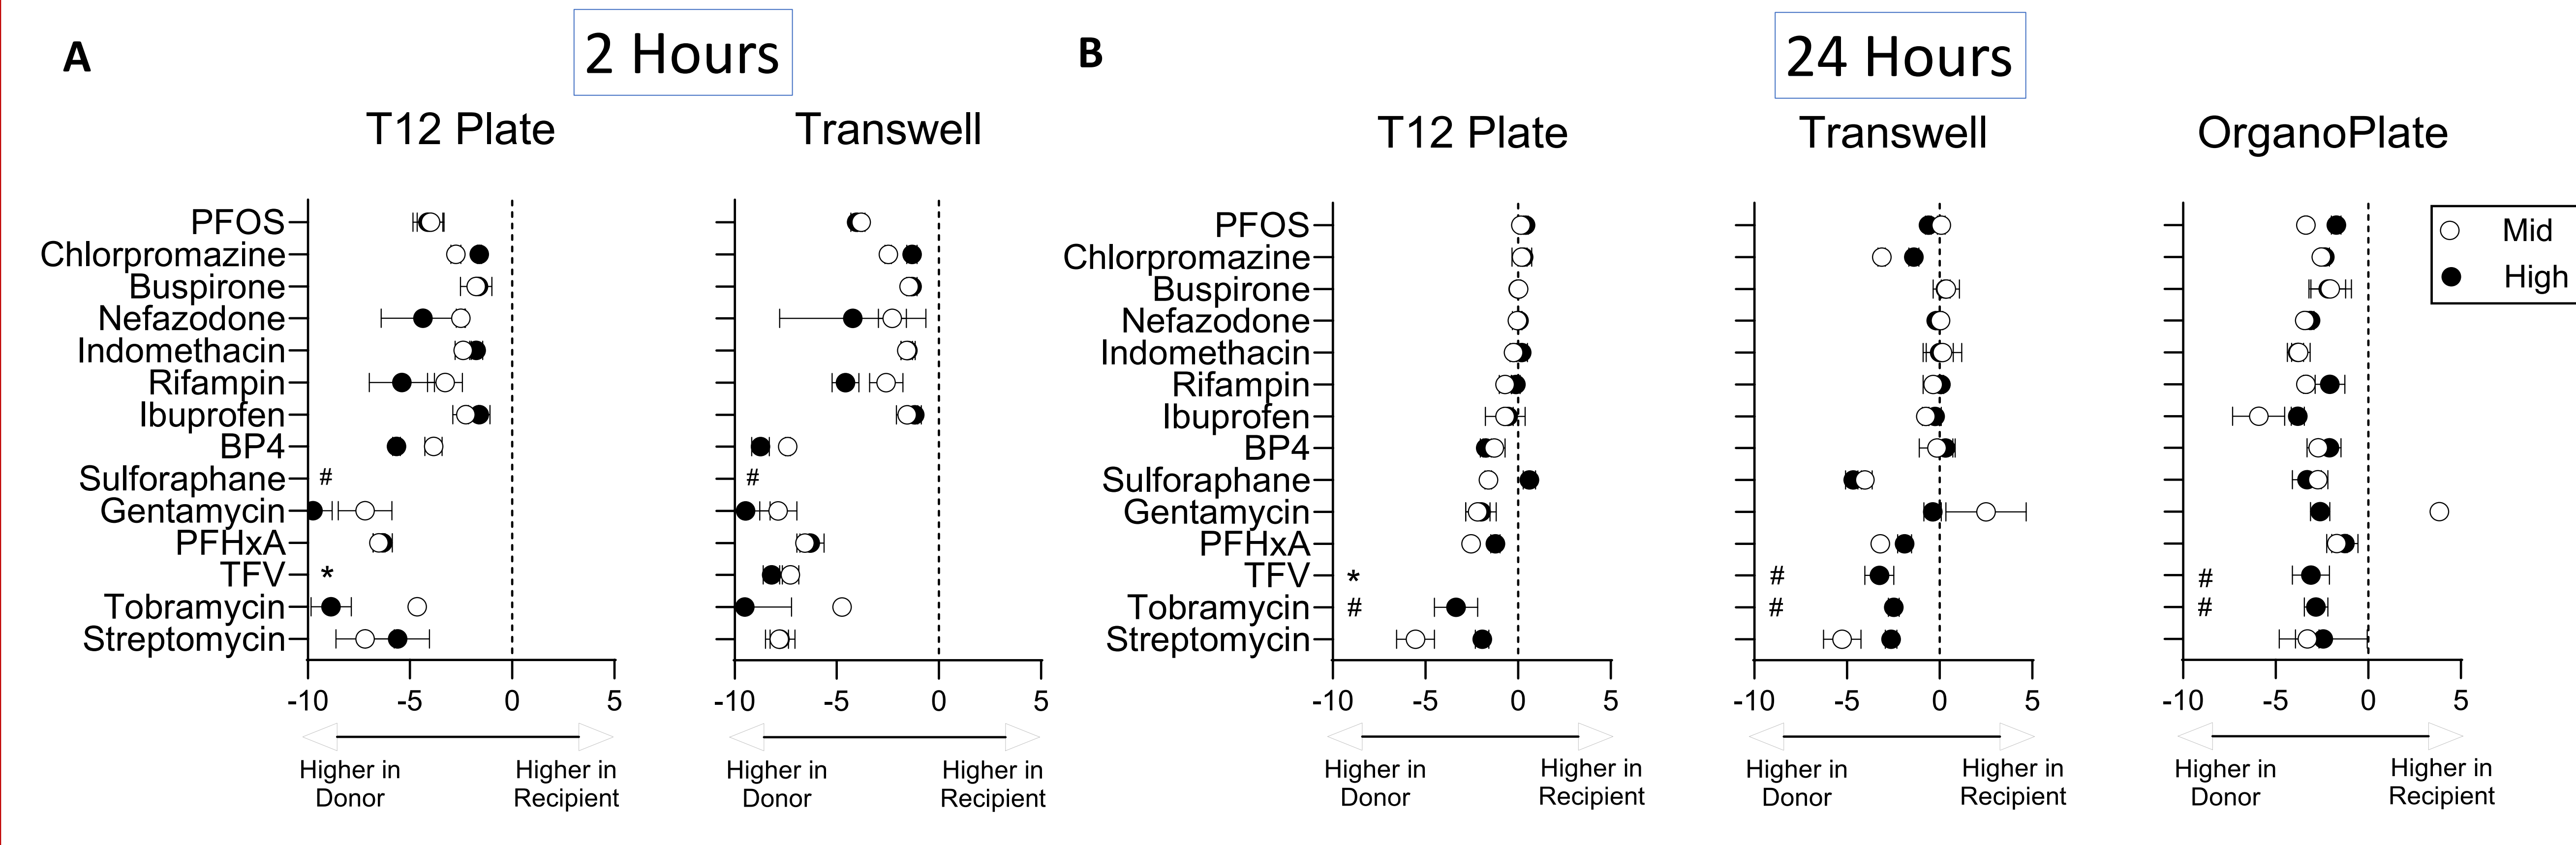 A
2 Hours
B
24 Hours
T12 Plate
Transwell
T12 Plate
Transwell
OrganoPlate
PFOS
Chlorpromazine
Buspirone
Nefazodone
Indomethacin
Rifampin
Ibuprofen
BP4
Sulforaphane
Gentamycin
PFHxA
TFV
Tobramycin
Streptomycin
#
*
#
-10 -5 0 5
-10 -5 0 5
Higher in
Donor
Higher in
Recipient
Higher in
Donor
Higher in
Recipient
PFOS
Chlorpromazine
Buspirone
Nefazodone
Indomethacin
Rifampin
Ibuprofen
BP4
Sulforaphane
Gentamycin
PFHxA
TFV
Tobramycin
Streptomycin
*
#
#
#
#
#
-10 -5 0 5
-10 -5 0 5
-10 -5 0 5
Higher in
Donor
Higher in
Recipient
Higher in
Donor
Higher in
Recipient
Higher in
Donor
Higher in
Recipient
Mid
High